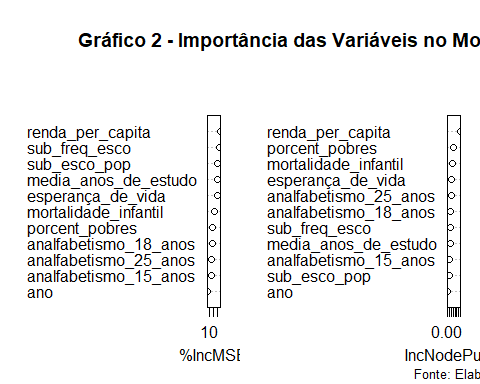 Gráfico 2 - Importância das Variáveis no Mo
renda_per_capita
sub_freq_esco
sub_esco_pop
media_anos_de_estudo
esperança_de_vida
mortalidade_infantil
porcent_pobres
analfabetismo_18_anos
analfabetismo_25_anos
analfabetismo_15_anos
ano
10
%IncMSE
renda_per_capita
porcent_pobres
mortalidade_infantil
esperança_de_vida
analfabetismo_25_anos
analfabetismo_18_anos
sub_freq_esco
media_anos_de_estudo
analfabetismo_15_anos
sub_esco_pop
ano
0.00
IncNodePu
Fonte: Elab